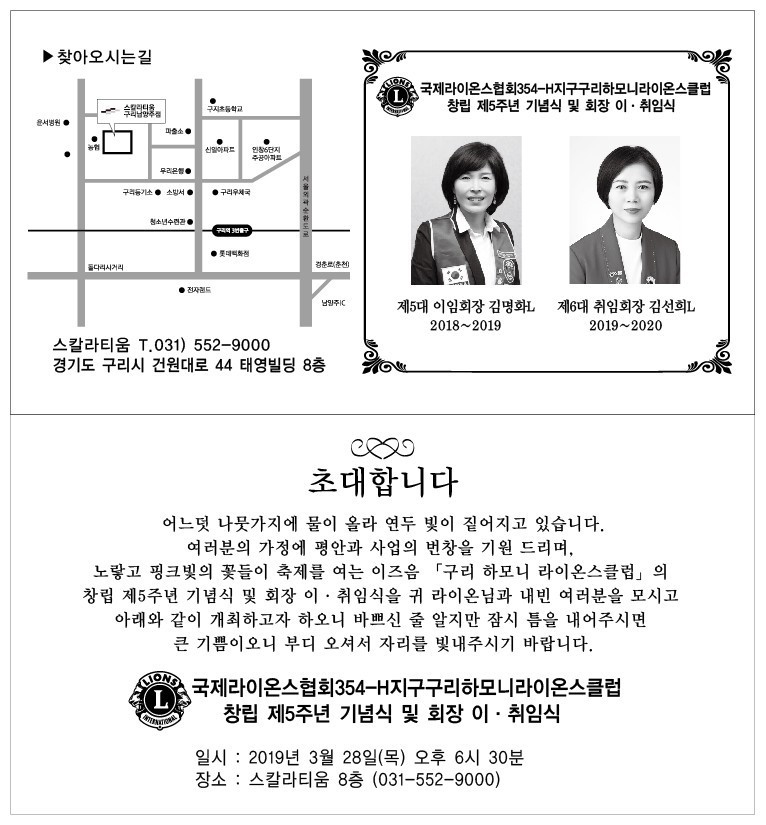 ▶찾아오시는길
스칼라티움
구리남양주점
윤서병원
농협
구지초등학교
파출소
신일아파트
인창6단지
주공아파트
우리은행
구리등기소
소방서
구리우체국
서울외곽순환도로
청소년수련관
구리역 3번출구
롯데백화점
돌다리사거리
경춘로(춘천)
전자랜드
남양주IC
스칼라티움 T.031) 552-9000
경기도 구리시 건원대로 44 태영빌딩 8층
LIONS
L
INTERNATIONAL
국제라이온스협회354-H지구구리하모니라이온스클럽
창립 제5주년 기념식 및 회장 이·취임식
제5대 이임회장 김명화L
2018~2019
제6대 취임회장 김선희L
2019~2020
초대합니다
어느덧 나뭇가지에 물이 올라 연두 빛이 짙어지고 있습니다.
여러분의 가정에 평안과 사업의 번창을 기원 드리며,
노랗고 핑크빛의 꽃들이 축제를 여는 이즈음 「구리 하모니 라이온스클럽」의
창립 제5주년 기념식 및 회장 이·취임식을 귀 라이온님과 내빈 여러분을 모시고
아래와 같이 개최하고자 하오니 바쁘신 줄 알지만 잠시 틈을 내어주시면
큰 기쁨이오니 부디 오셔서 자리를 빛내주시기 바랍니다.
LIONS
L
INTERNATIONAL
국제라이온스협회354-H지구구리하모니라이온스클럽
창립 제5주년 기념식 및 회장 이·취임식
일시 : 2019년 3월 28일(목) 오후 6시 30분
장소 : 스칼라티움 8층 (031-552-9000)